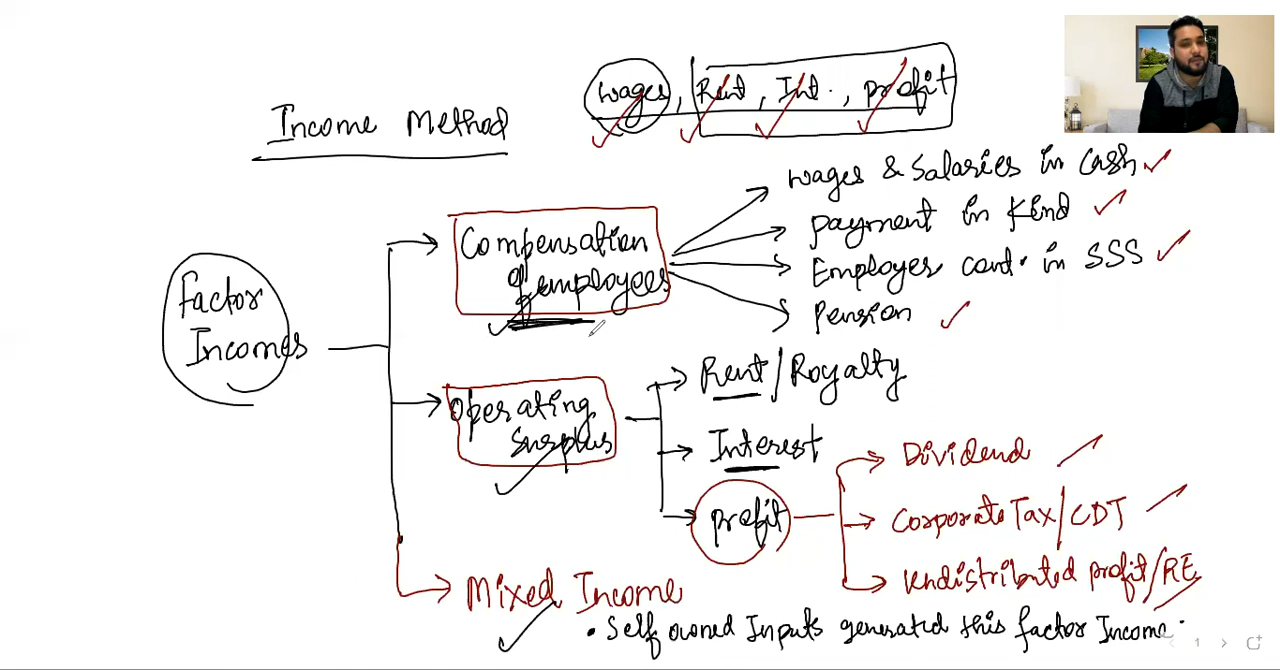 wages, Rent, Int., profit
Income Method
wages & Salaries in Cash
payment in Kind
Employer cont. in SSS
Pension
Compensation
of employees
Factor
Incomes
Operating
Surplus
Rent/Royalty
Interest
profit
Dividend
Corporate Tax/CDT
Undistributed profit/RE
Mixed Income
• Self owned Inputs generated this factor Income.
1